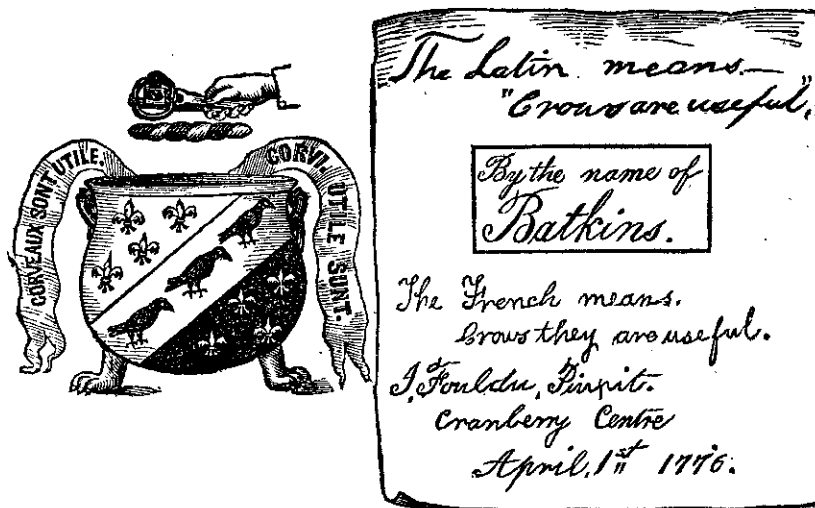 CORVEAUX SONT UTILE.
CORVI UTILE SUNT.
The Latin means—
"Crows are useful."
By the name of
Batkins.
The French means.
Crows they are useful.
I. Fouldu, Pinpit.
Cranberry Centre
April, 1st 1776.